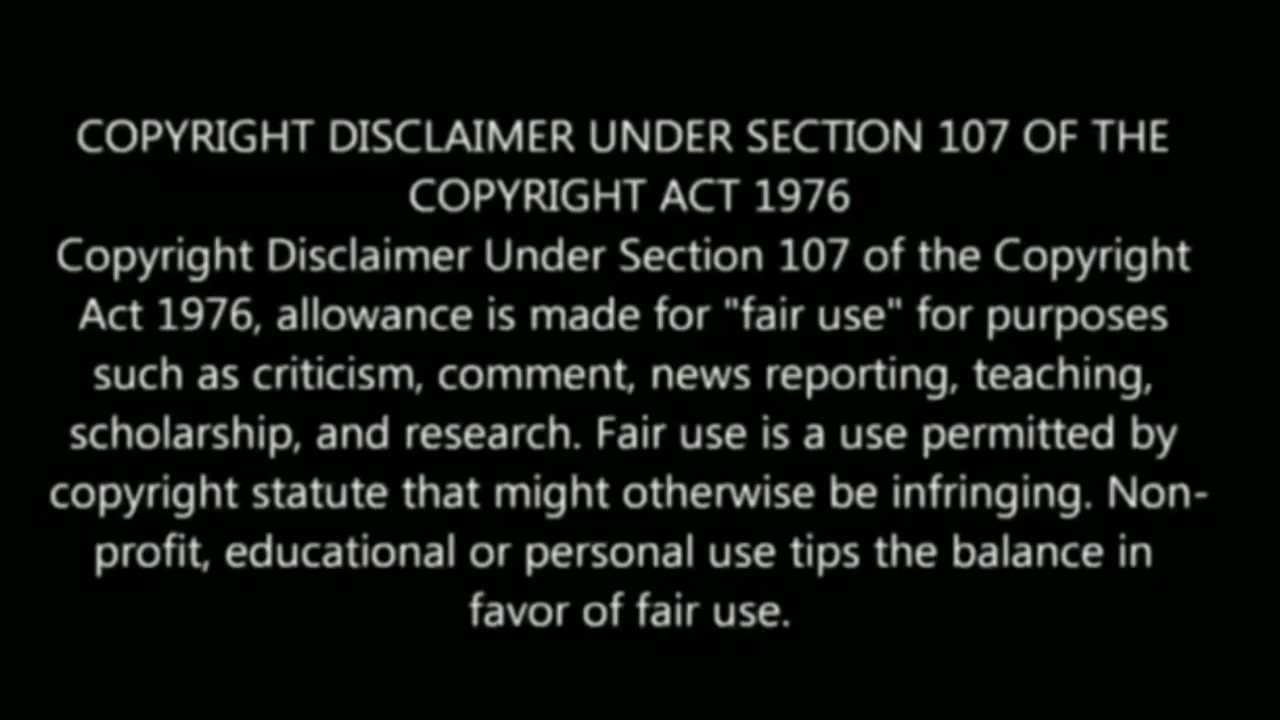 COPYRIGHT DISCLAIMER UNDER SECTION 107 OF THE
COPYRIGHT ACT 1976
Copyright Disclaimer Under Section 107 of the Copyright
Act 1976, allowance is made for "fair use" for purposes
such as criticism, comment, news reporting, teaching,
scholarship, and research. Fair use is a use permitted by
copyright statute that might otherwise be infringing. Non-
profit, educational or personal use tips the balance in
favor of fair use.